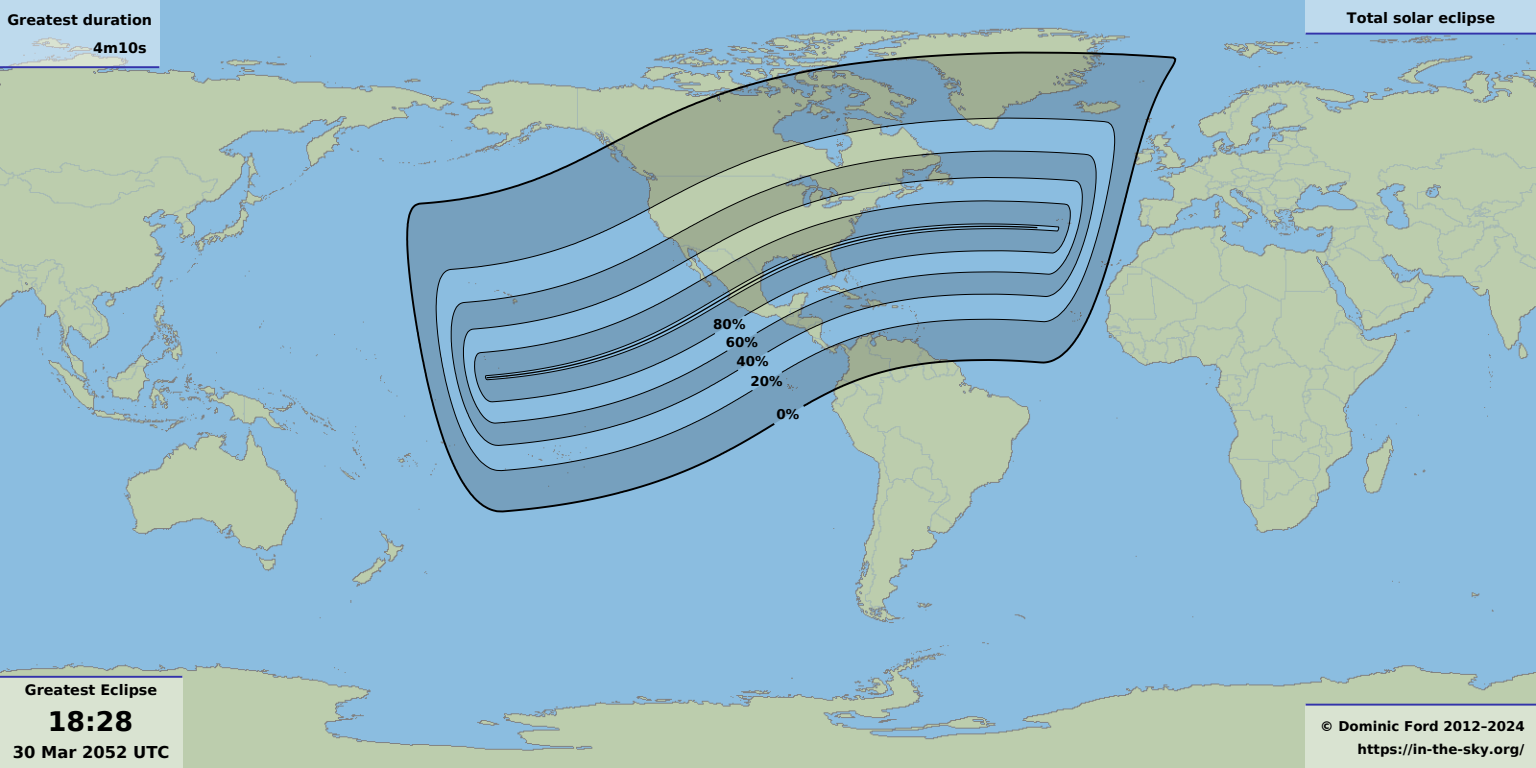 Greatest duration
4m10s
Total solar eclipse
80%
60%
40%
20%
0%
Greatest Eclipse
18:28
30 Mar 2052 UTC
© Dominic Ford 2012–2024
https://in-the-sky.org/